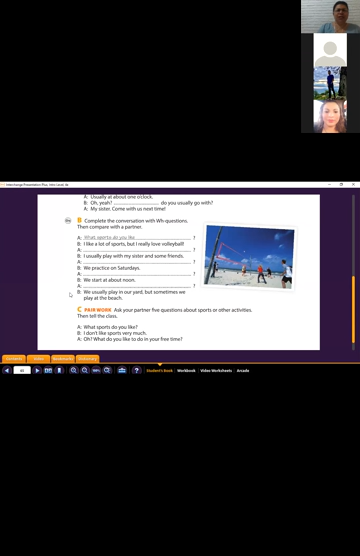 Interchange Presentation Plus, Intro Level, 4e
A: Usually at about one o'clock.
B: Oh, yeah? ______ do you usually go with?
A: My sister. Come with us next time!
B Complete the conversation with Wh-questions.
Then compare with a partner.
A: What sports do you like ?
B: I like a lot of sports, but I really love volleyball!
A: ?
B: I usually play with my sister and some friends.
A: ?
B: We practice on Saturdays.
A: ?
B: We start at about noon.
A: ?
B: We usually play in our yard, but sometimes we
play at the beach.
C PAIR WORK Ask your partner five questions about sports or other activities.
Then tell the class.
A: What sports do you like?
B: I don't like sports very much.
A: Oh? What do you like to do in your free time?
Contents Index Bookmarks Dictionary
Student's Book | Workbook | Video Worksheets | Arcade